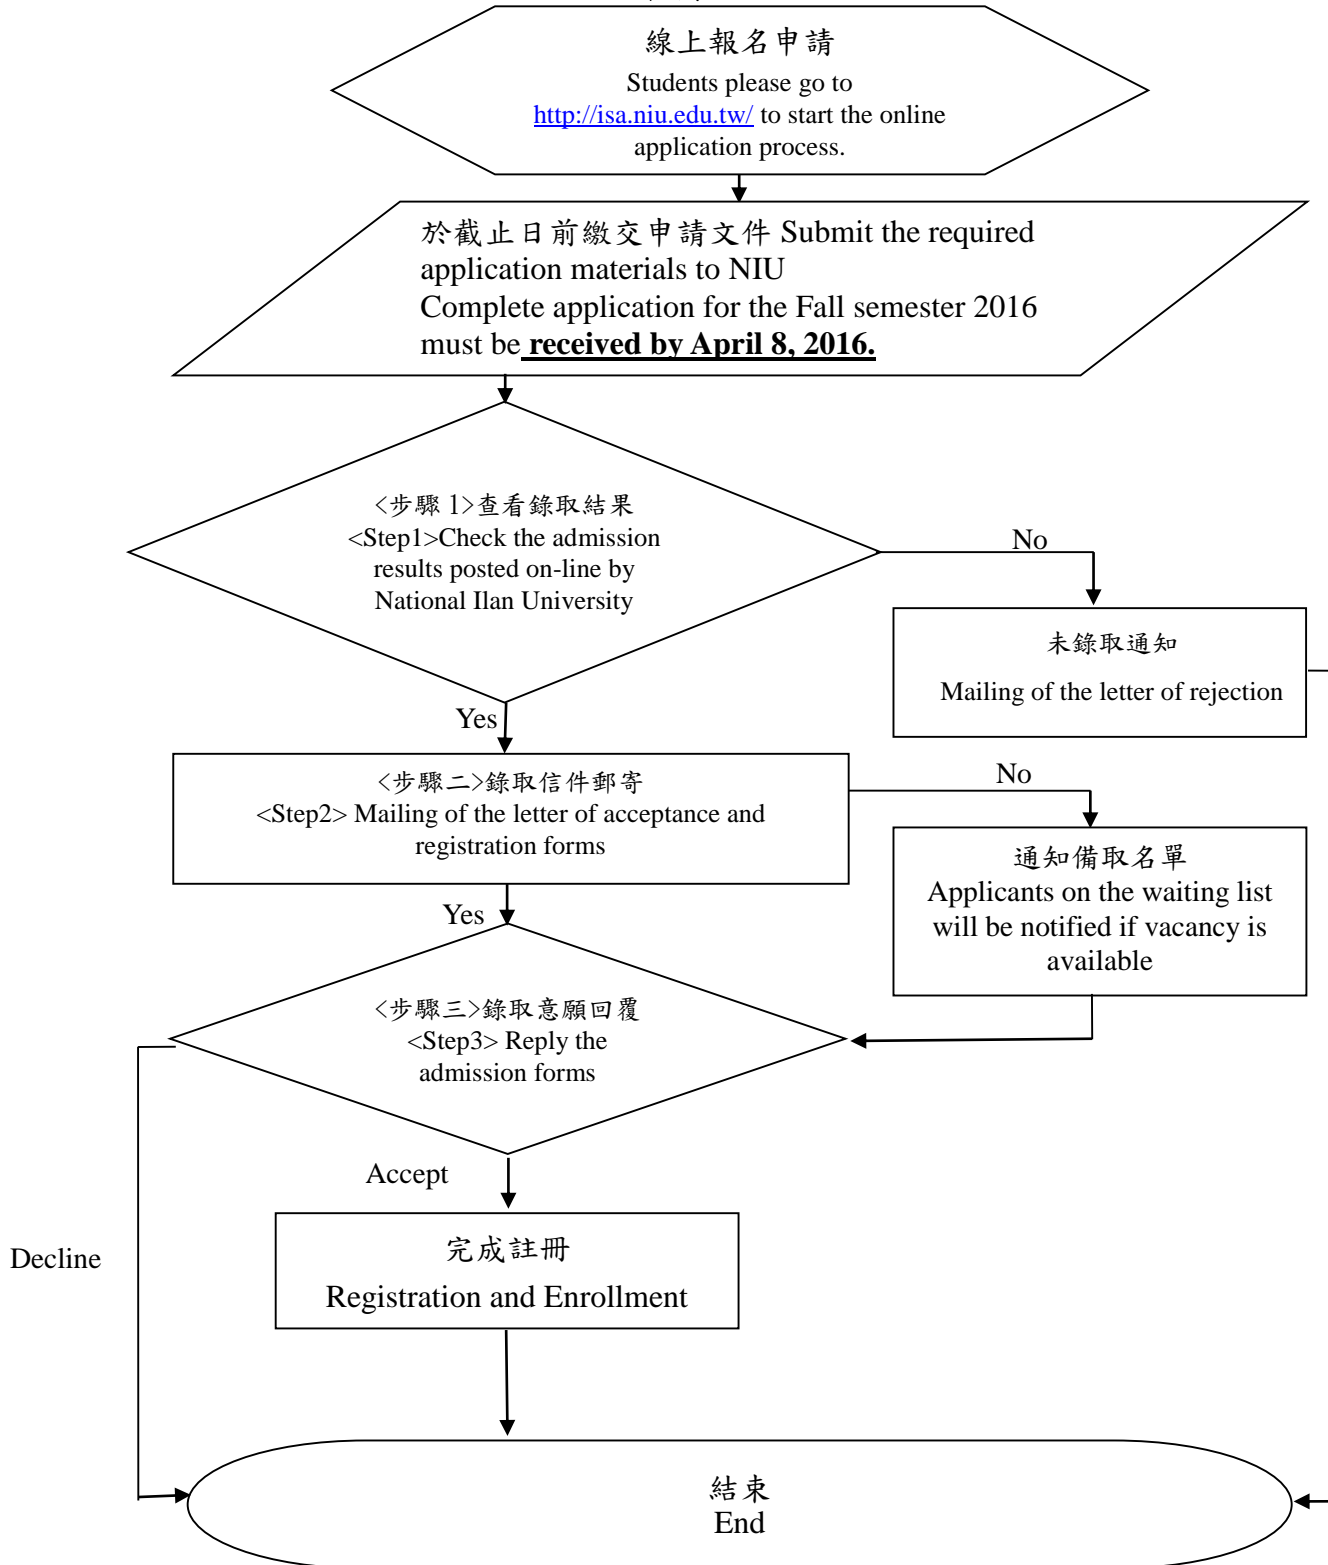 線上報名申請
Students please go to
http://isa.niu.edu.tw/ to start the online
application process.
於截止日前繳交申請文件 Submit the required
application materials to NIU
Complete application for the Fall semester 2016
must be received by April 8, 2016.
<步驟 1>查看錄取結果
<Step1>Check the admission
results posted on-line by
National Ilan University
No
未錄取通知
Mailing of the letter of rejection
Yes
<步驟二>錄取信件郵寄
<Step2> Mailing of the letter of acceptance and
registration forms
No
通知備取名單
Applicants on the waiting list
will be notified if vacancy is
available
Yes
<步驟三>錄取意願回覆
<Step3> Reply the
admission forms
Accept
Decline
完成註冊
Registration and Enrollment
結束
End